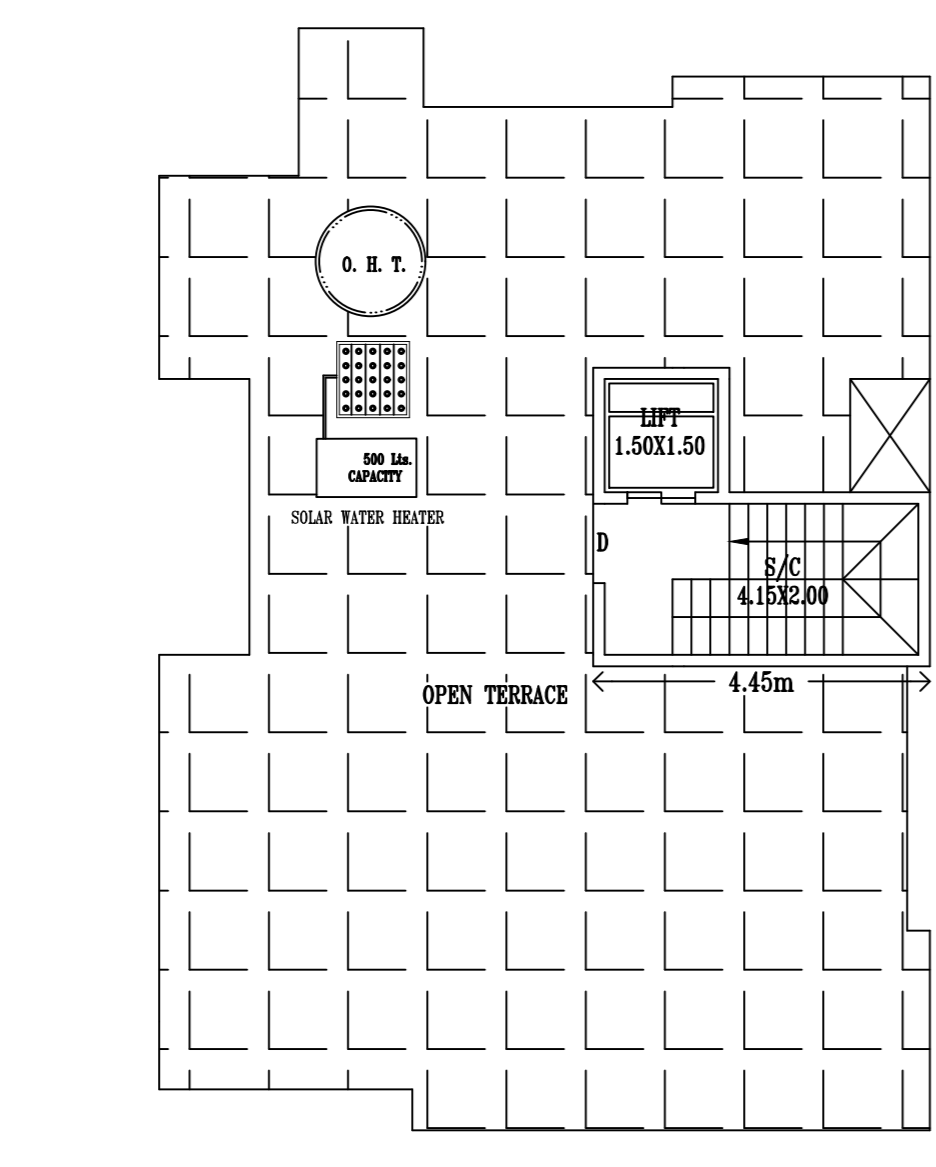 O. H. T.
LIFT
1.50X1.50
500 Lts.
CAPACITY
SOLAR WATER HEATER
D
S/C
4.15X2.00
4.45m
OPEN TERRACE